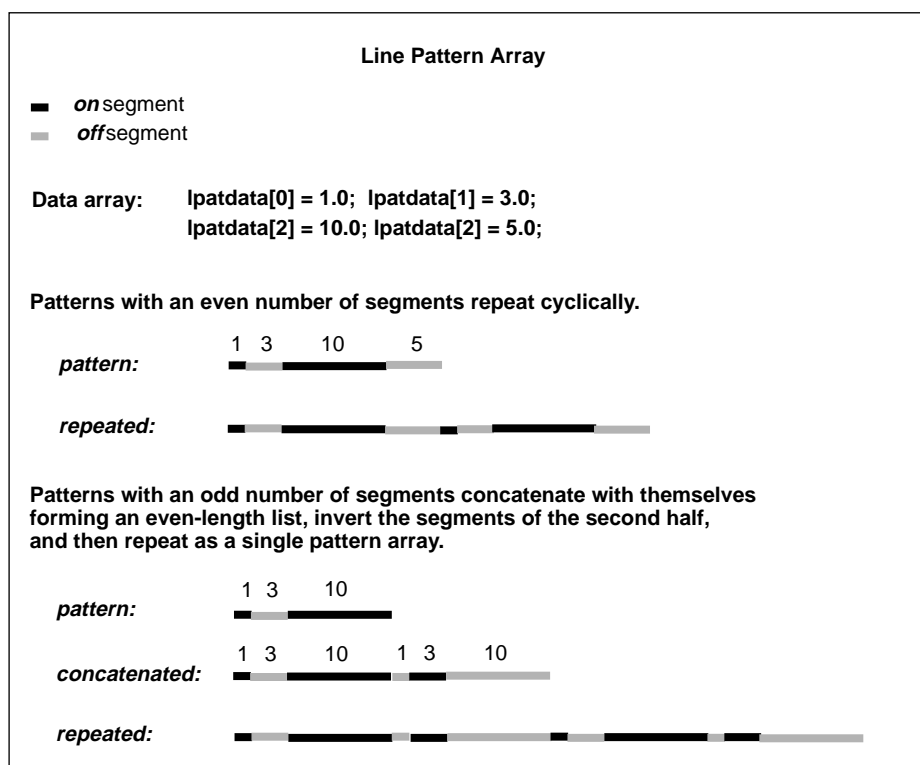 Line Pattern Array
on segment
off segment
Data array: lpatdata[0] = 1.0; lpatdata[1] = 3.0;
lpatdata[2] = 10.0; lpatdata[2] = 5.0;
Patterns with an even number of segments repeat cyclically.
1 3 10 5
pattern:
repeated:
Patterns with an odd number of segments concatenate with themselves
forming an even-length list, invert the segments of the second half,
and then repeat as a single pattern array.
1 3 10
pattern:
1 3 10 1 3 10
concatenated:
repeated: